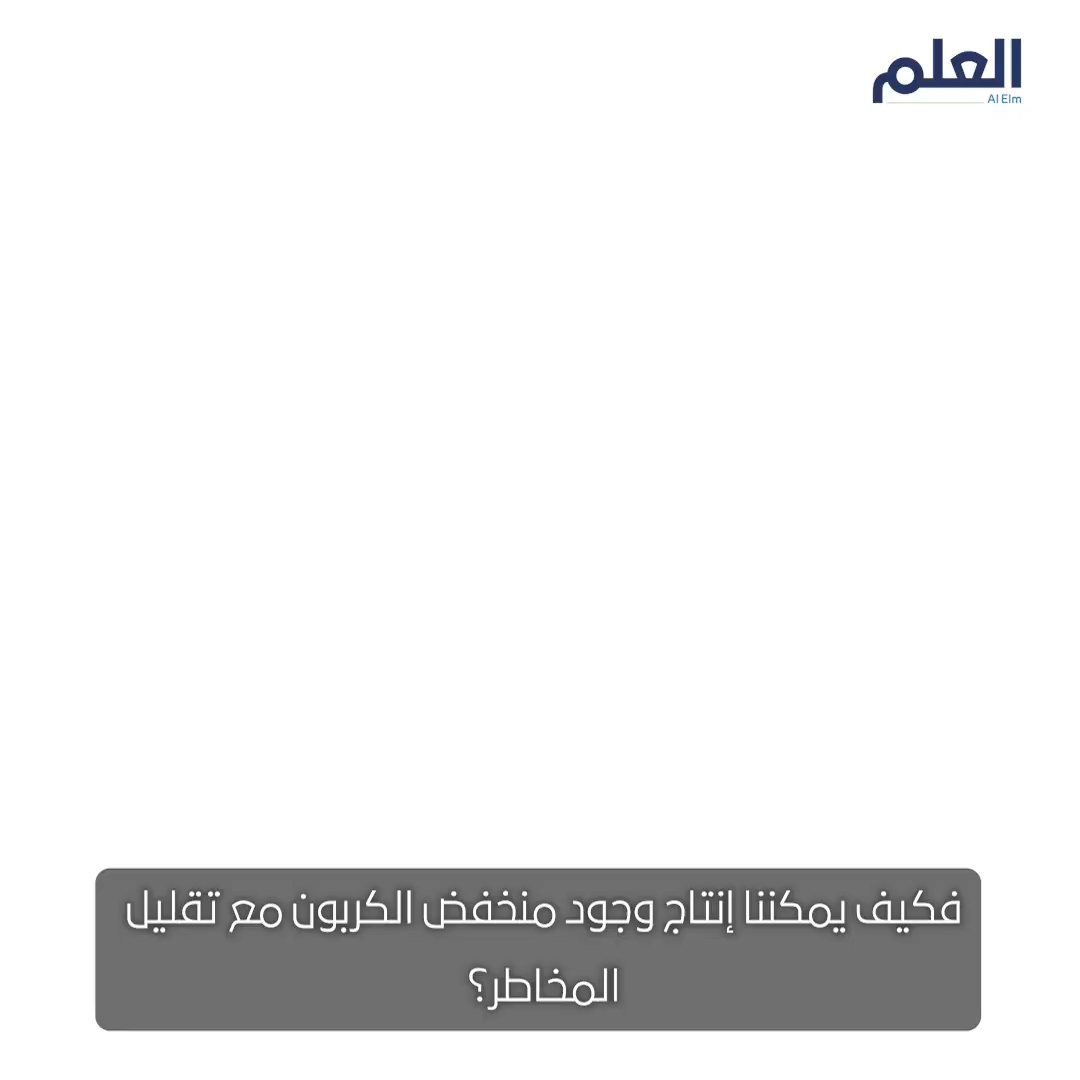 العلم
Al Elm
فكيف يمكننا إنتاج وجود منخفض الكربون مع تقليل
المخاطر؟